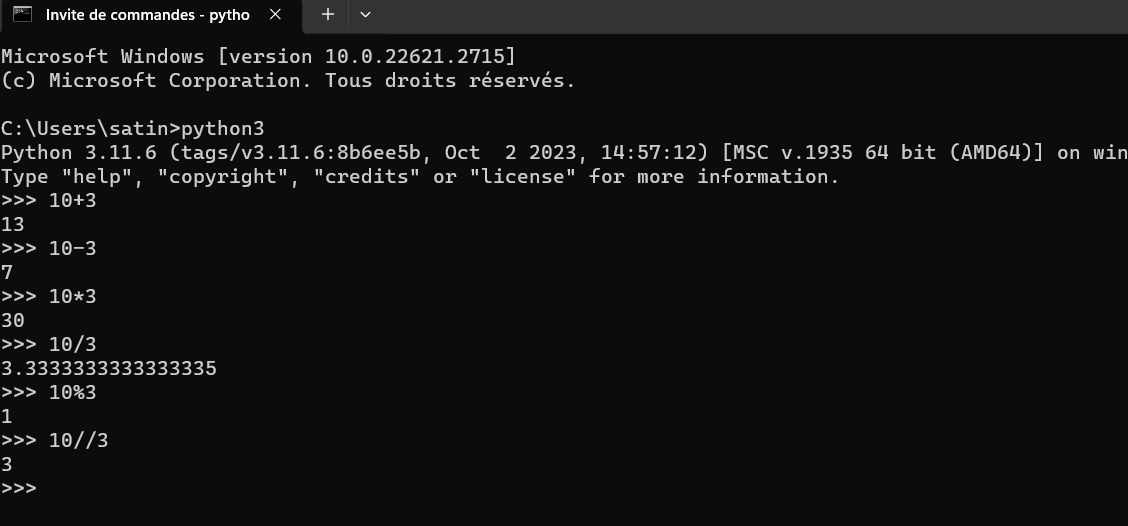 Invite de commandes - pytho
Microsoft Windows [version 10.0.22621.2715]
(c) Microsoft Corporation. Tous droits réservés.
C:\Users\satin>python3
Python 3.11.6 (tags/v3.11.6:8b6ee5b, Oct  2 2023, 14:57:12) [MSC v.1935 64 bit (AMD64)] on win
Type "help", "copyright", "credits" or "license" for more information.
>>> 10+3
13
>>> 10-3
7
>>> 10*3
30
>>> 10/3
3.3333333333333335
>>> 10%3
1
>>> 10//3
3
>>>